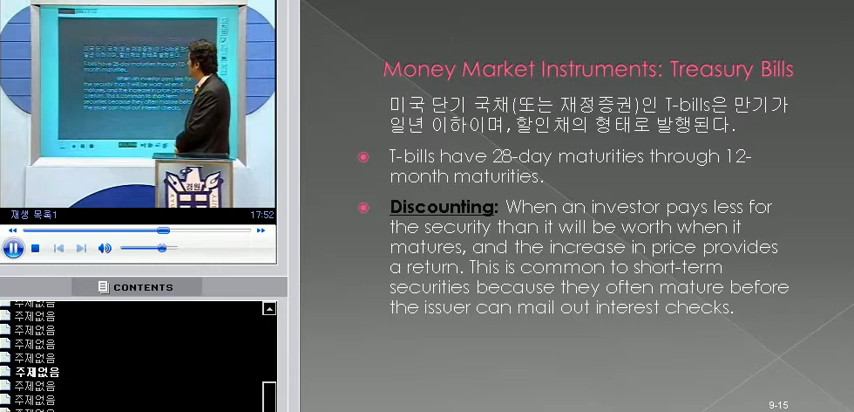 Money Market Instruments: Treasury Bills
미국 단기 국채(또는 재정증권)인 T-bills은 만기가
일년 이하이며, 할인채의 형태로 발행된다.
T-bills have 28-day maturities through 12-
month maturities.
Discounting: When an investor pays less for
the security than it will be worth when it
matures, and the increase in price provides
a return. This is common to short-term
securities because they often mature before
the issuer can mail out interest checks.
9-15
재생 목록1
17:52
CONTENTS
주제없음
주제없음
주제없음
주제없음
주제없음
주제없음
주제없음
주제없음